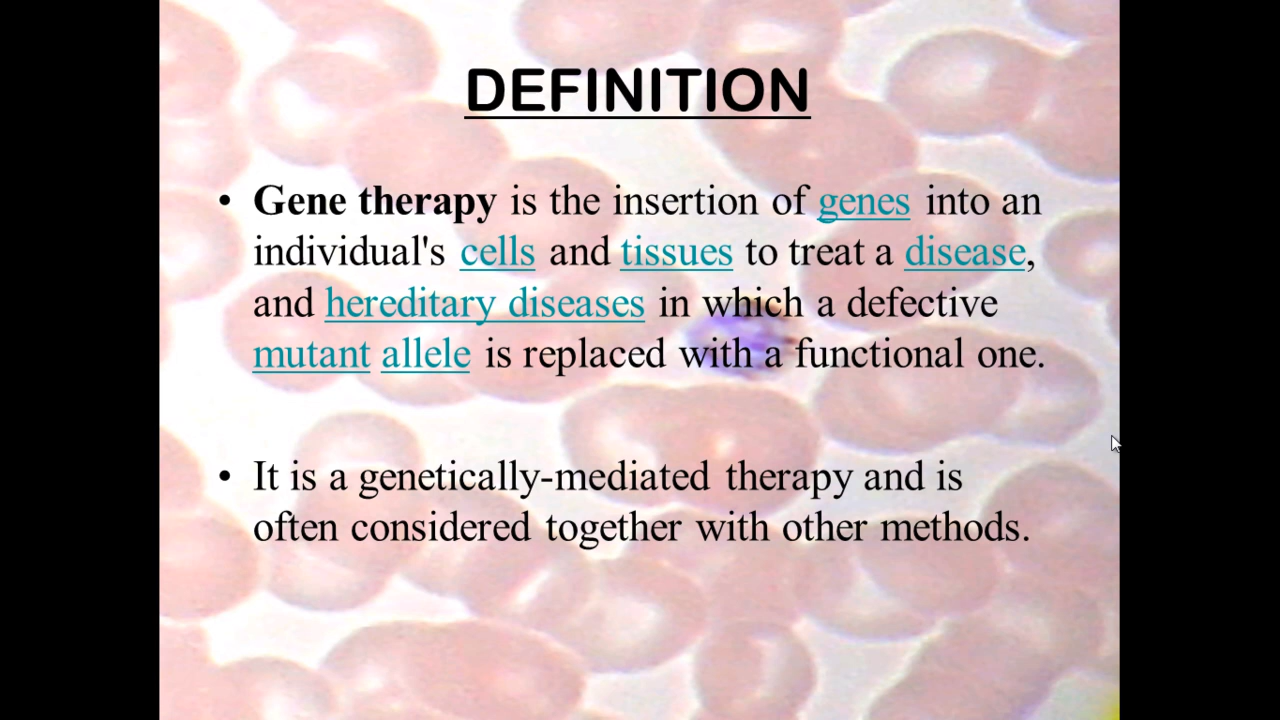 DEFINITION
• Gene therapy is the insertion of genes into an
individual's cells and tissues to treat a disease,
and hereditary diseases in which a defective
mutant allele is replaced with a functional one.
• It is a genetically-mediated therapy and is
often considered together with other methods.